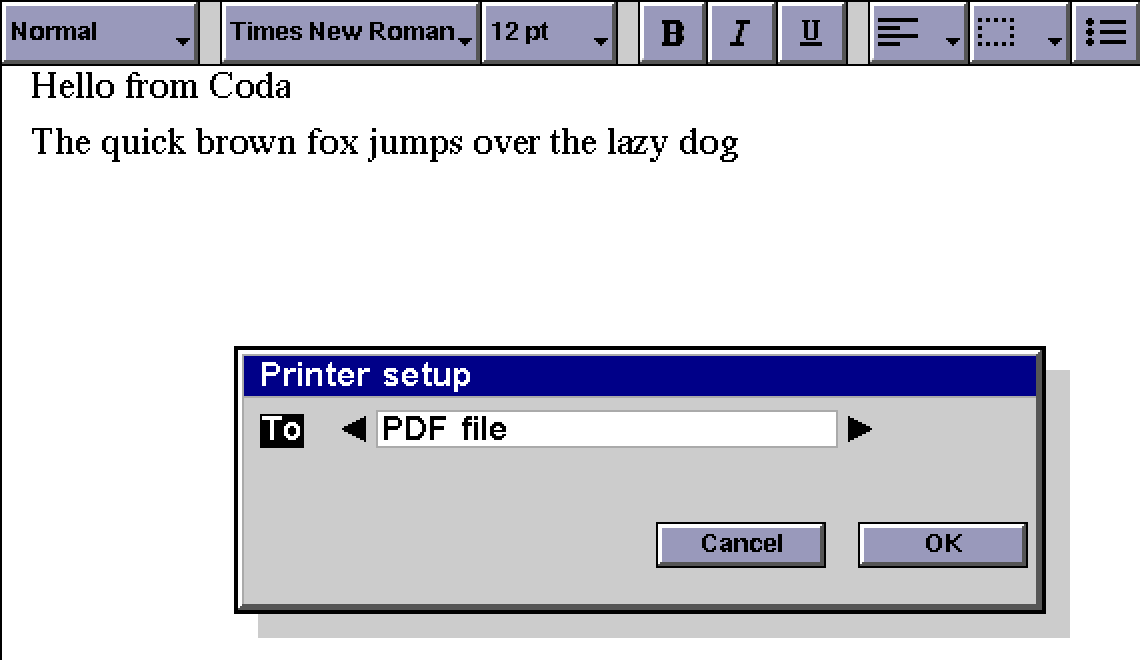 Normal Times New Roman 12 pt B I U
Hello from Coda
The quick brown fox jumps over the lazy dog
Printer setup
To PDF file
Cancel OK